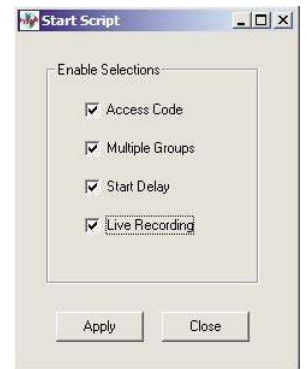 Start Script
Enable Selections
Access Code
Multiple Groups
Start Delay
Live Recording
Apply Close